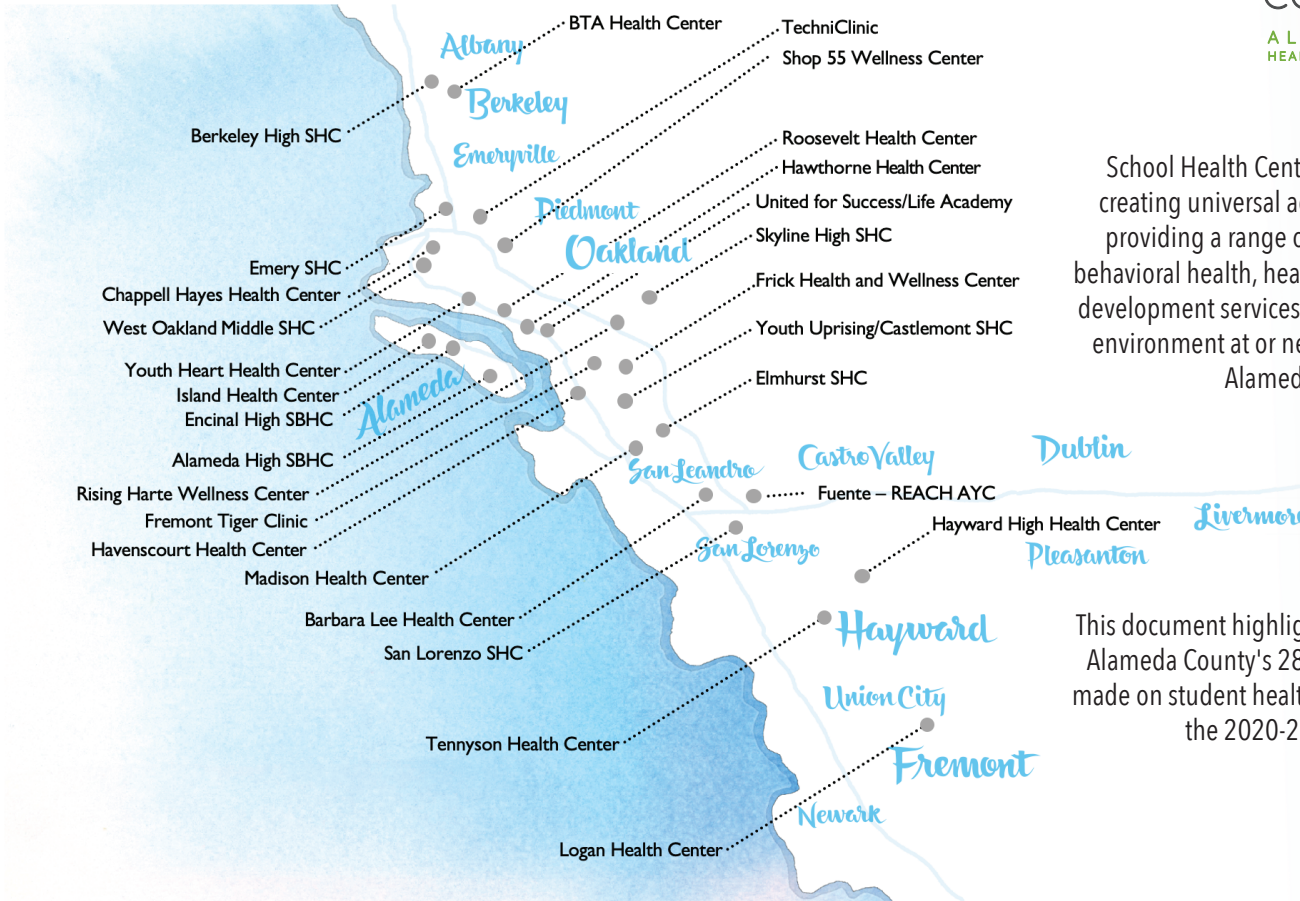 CO
AL
HEA
BTA Health Center
TechniClinic
Shop 55 Wellness Center
Albany
Berkeley
Berkeley High SHC
Emeryville
Roosevelt Health Center
Hawthorne Health Center
United for Success/Life Academy
Piedmont
Oakland
Skyline High SHC
Emery SHC
Frick Health and Wellness Center
Chappell Hayes Health Center
West Oakland Middle SHC
Youth Uprising/Castlemont SHC
Youth Heart Health Center
Island Health Center
Encinal High SBHC
Alameda
Elmhurst SHC
Alameda High SBHC
Rising Harte Wellness Center
Fremont Tiger Clinic
Havenscourt Health Center
Madison Health Center
San Leandro
Castro Valley
Dublin
Fuente – REACH AYC
Hayward High Health Center
Livermore
San Lorenzo
Pleasanton
Barbara Lee Health Center
San Lorenzo SHC
Hayward
Union City
Tennyson Health Center
Fremont
Newark
Logan Health Center
School Health Cent
creating universal a
providing a range o
behavioral health, hea
development services
environment at or ne
Alamed
This document highlig
Alameda County's 28
made on student healt
the 2020-2